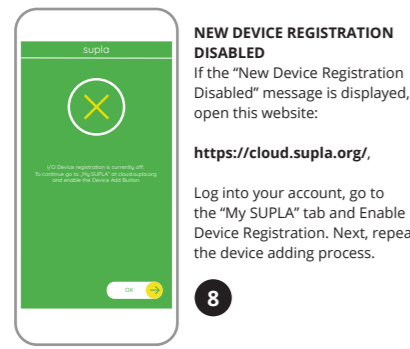 supla
I/O Device registration is currently off!
To continue go to „My SUPLA" at cloud.supla.org
and enable the Device Add Button.
OK
NEW DEVICE REGISTRATION
DISABLED
If the “New Device Registration
Disabled” message is displayed,
open this website:
https://cloud.supla.org/,
Log into your account, go to
the “My SUPLA” tab and Enable
Device Registration. Next, repea
the device adding process.
8